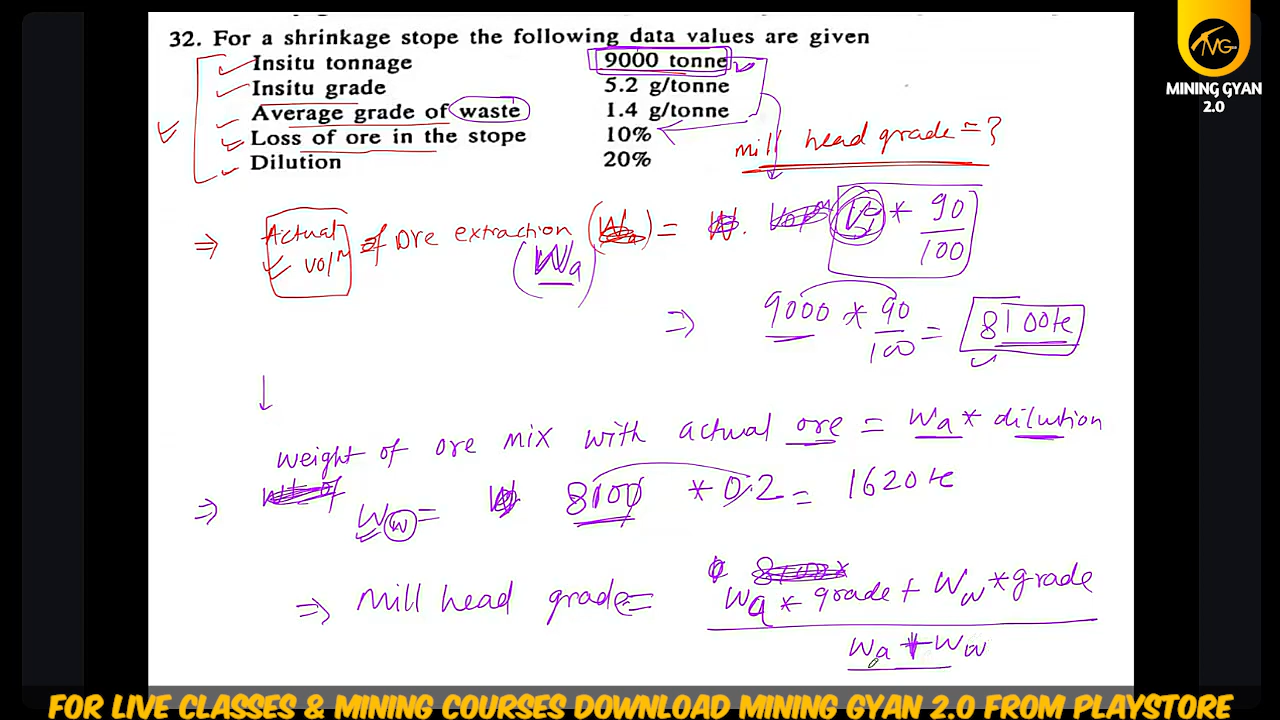 32. For a shrinkage stope the following data values are given
Insitu tonnage 9000 tonne
Insitu grade 5.2 g/tonne
Average grade of waste 1.4 g/tonne
Loss of ore in the stope 10%
Dilution 20%
mill head grade = ?
TMG
MINING GYAN
2.0
⇒ Actual vol/n of ore extraction (Wa) = * 90/100
⇒ 9000 * 90/100 = 8100te
↓
weight of ore mix with actual ore = Wa * dilution
⇒ Ww = 8100 * 0.2 = 1620te
⇒ Mill head grade = Wa * grade + Ww * grade
Wa + Ww
FOR LIVE CLASSES & MINING COURSES DOWNLOAD MINING GYAN 2.0 FROM PLAYSTORE